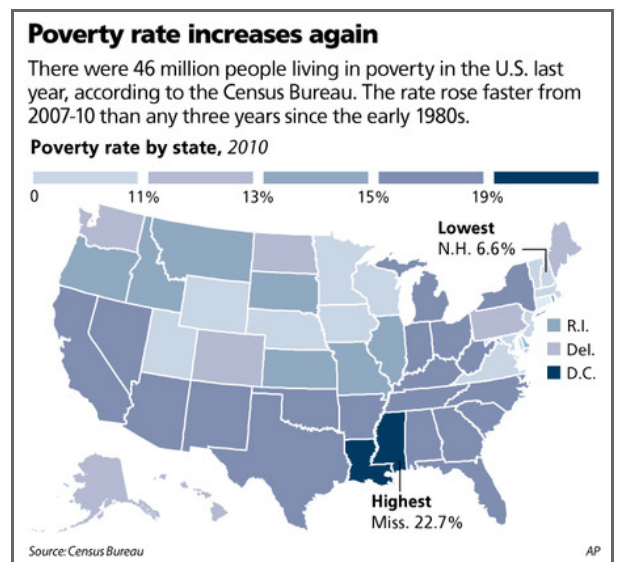 Poverty rate increases again
There were 46 million people living in poverty in the U.S. last
year, according to the Census Bureau. The rate rose faster from
2007-10 than any three years since the early 1980s.
Poverty rate by state, 2010
0 11% 13% 15% 19%
Lowest
N.H. 6.6%
R.I.
Del.
D.C.
Highest
Miss. 22.7%
Source: Census Bureau AP